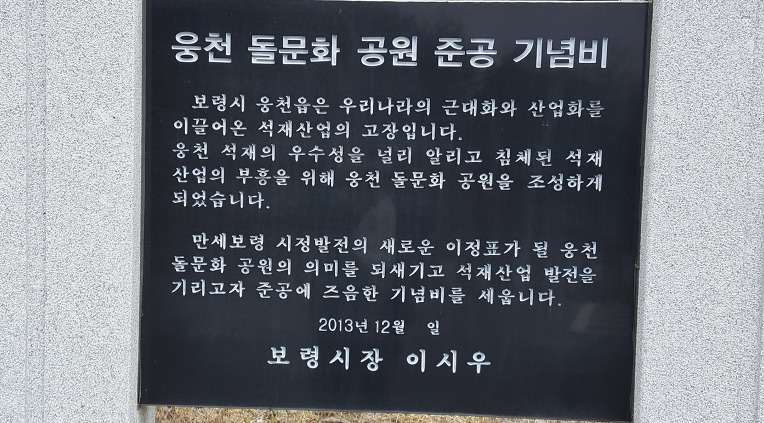 웅천 돌문화 공원 준공 기념비
보령시 웅천읍은 우리나라의 근대화와 산업화를
이끌어온 석재산업의 고장입니다.
웅천 석재의 우수성을 널리 알리고 침체된 석재
산업의 부흥을 위해 웅천 돌문화 공원을 조성하게
되었습니다.
만세보령 시정발전의 새로운 이정표가 될 웅천
돌문화 공원의 의미를 되새기고 석재산업 발전을
기리고자 준공에 즈음한 기념비를 세웁니다.
2013년 12월 일
보령시장 이시우